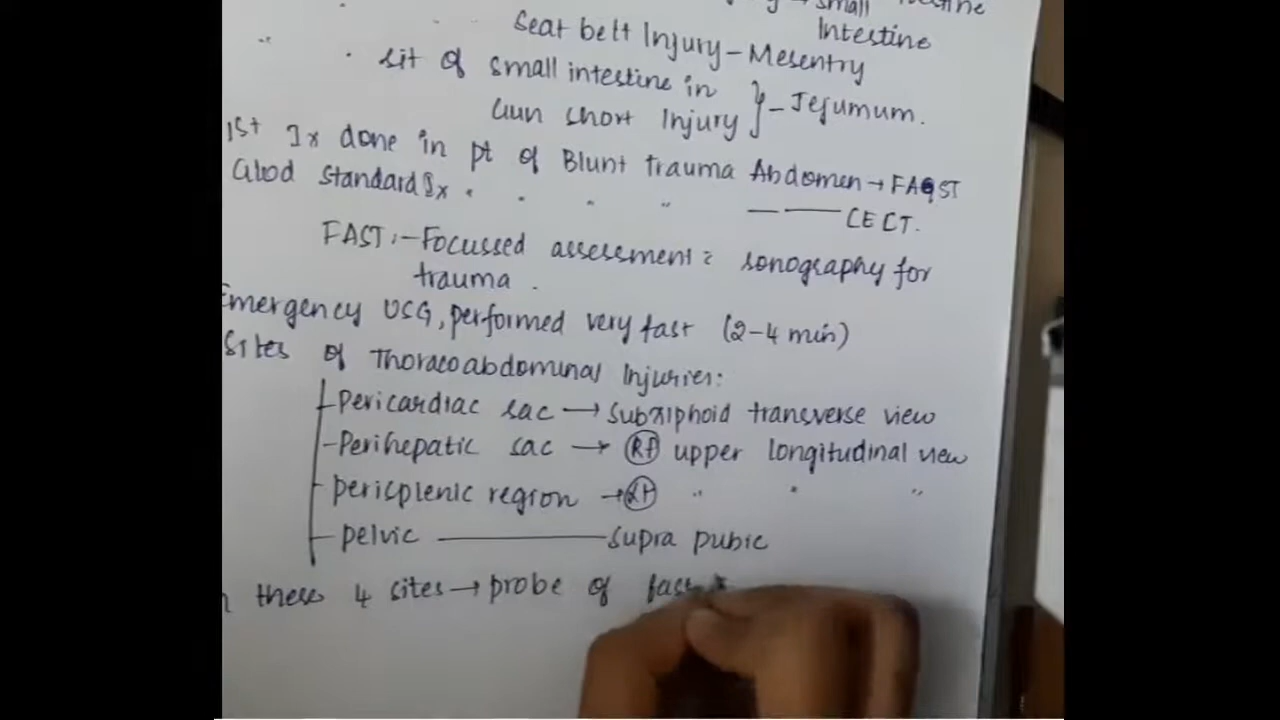 small
Intestine
Seat belt Injury – Mesentry
• sit of small intestine in
Gun short Injury } – Jejumum.
1st Ix done in pt of Blunt trauma Abdomen → FAST
Glod standard Ix " " " " —— CECT.
FAST :– Focussed assessment c sonography for
trauma .
Emergency USG, performed very fast (2–4 min)
Sites of Thoracoabdominal Injuries:
Pericardiac sac → subxiphoid transverse view
Perihepatic sac → Rt upper longitudinal view
pericplenic region → Lt " " "
pelvic —— supra pubic
these 4 sites → probe of fast